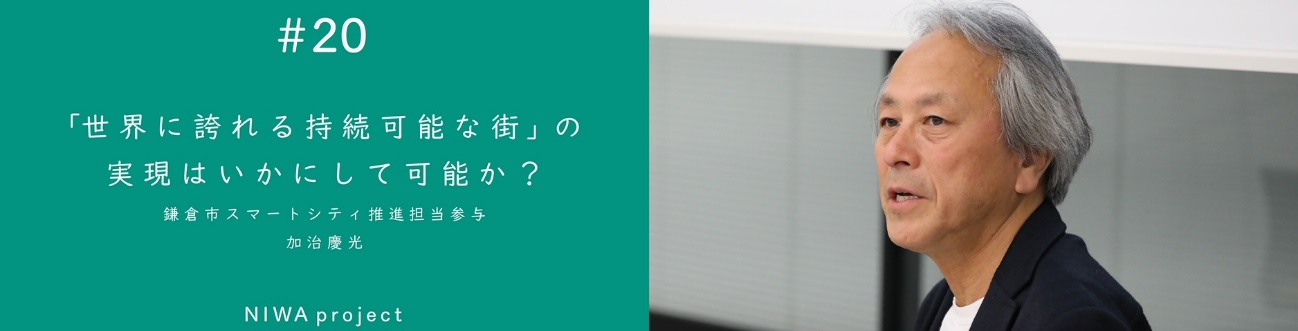 #20
「世界に誇れる持続可能な街」の
実現はいかにして可能か？
鎌倉市スマートシティ推進担当参与
加治慶光
NIWA project